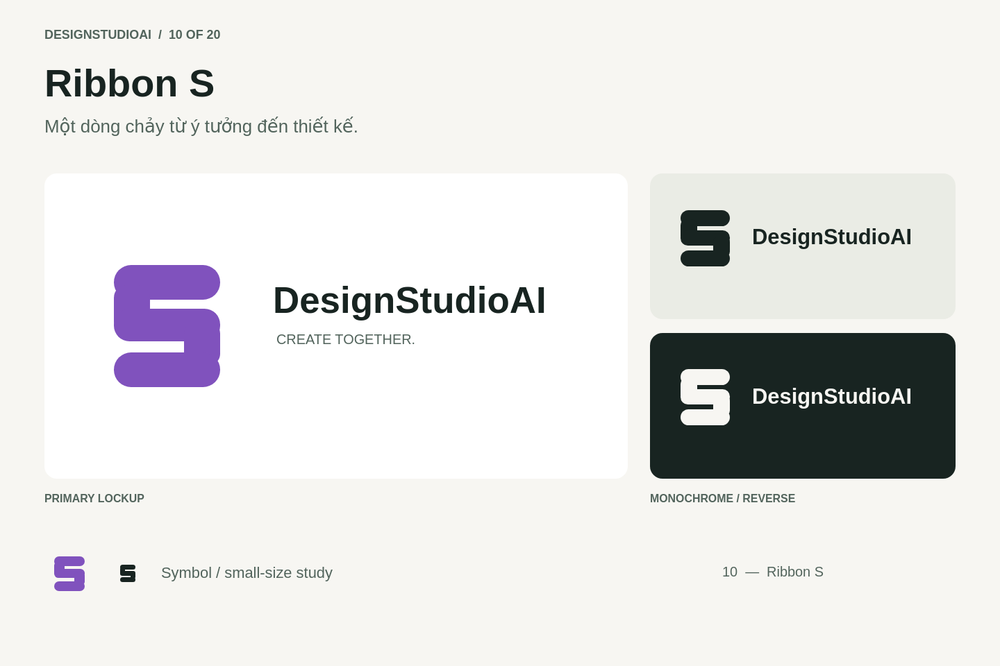 DESIGNSTUDIOAI / 10 OF 20
Ribbon S
Một dòng chảy từ ý tưởng đến thiết kế.
DesignStudioAI
CREATE TOGETHER.
DesignStudioAI
DesignStudioAI
PRIMARY LOCKUP
MONOCHROME / REVERSE
Symbol / small-size study
10 — Ribbon S